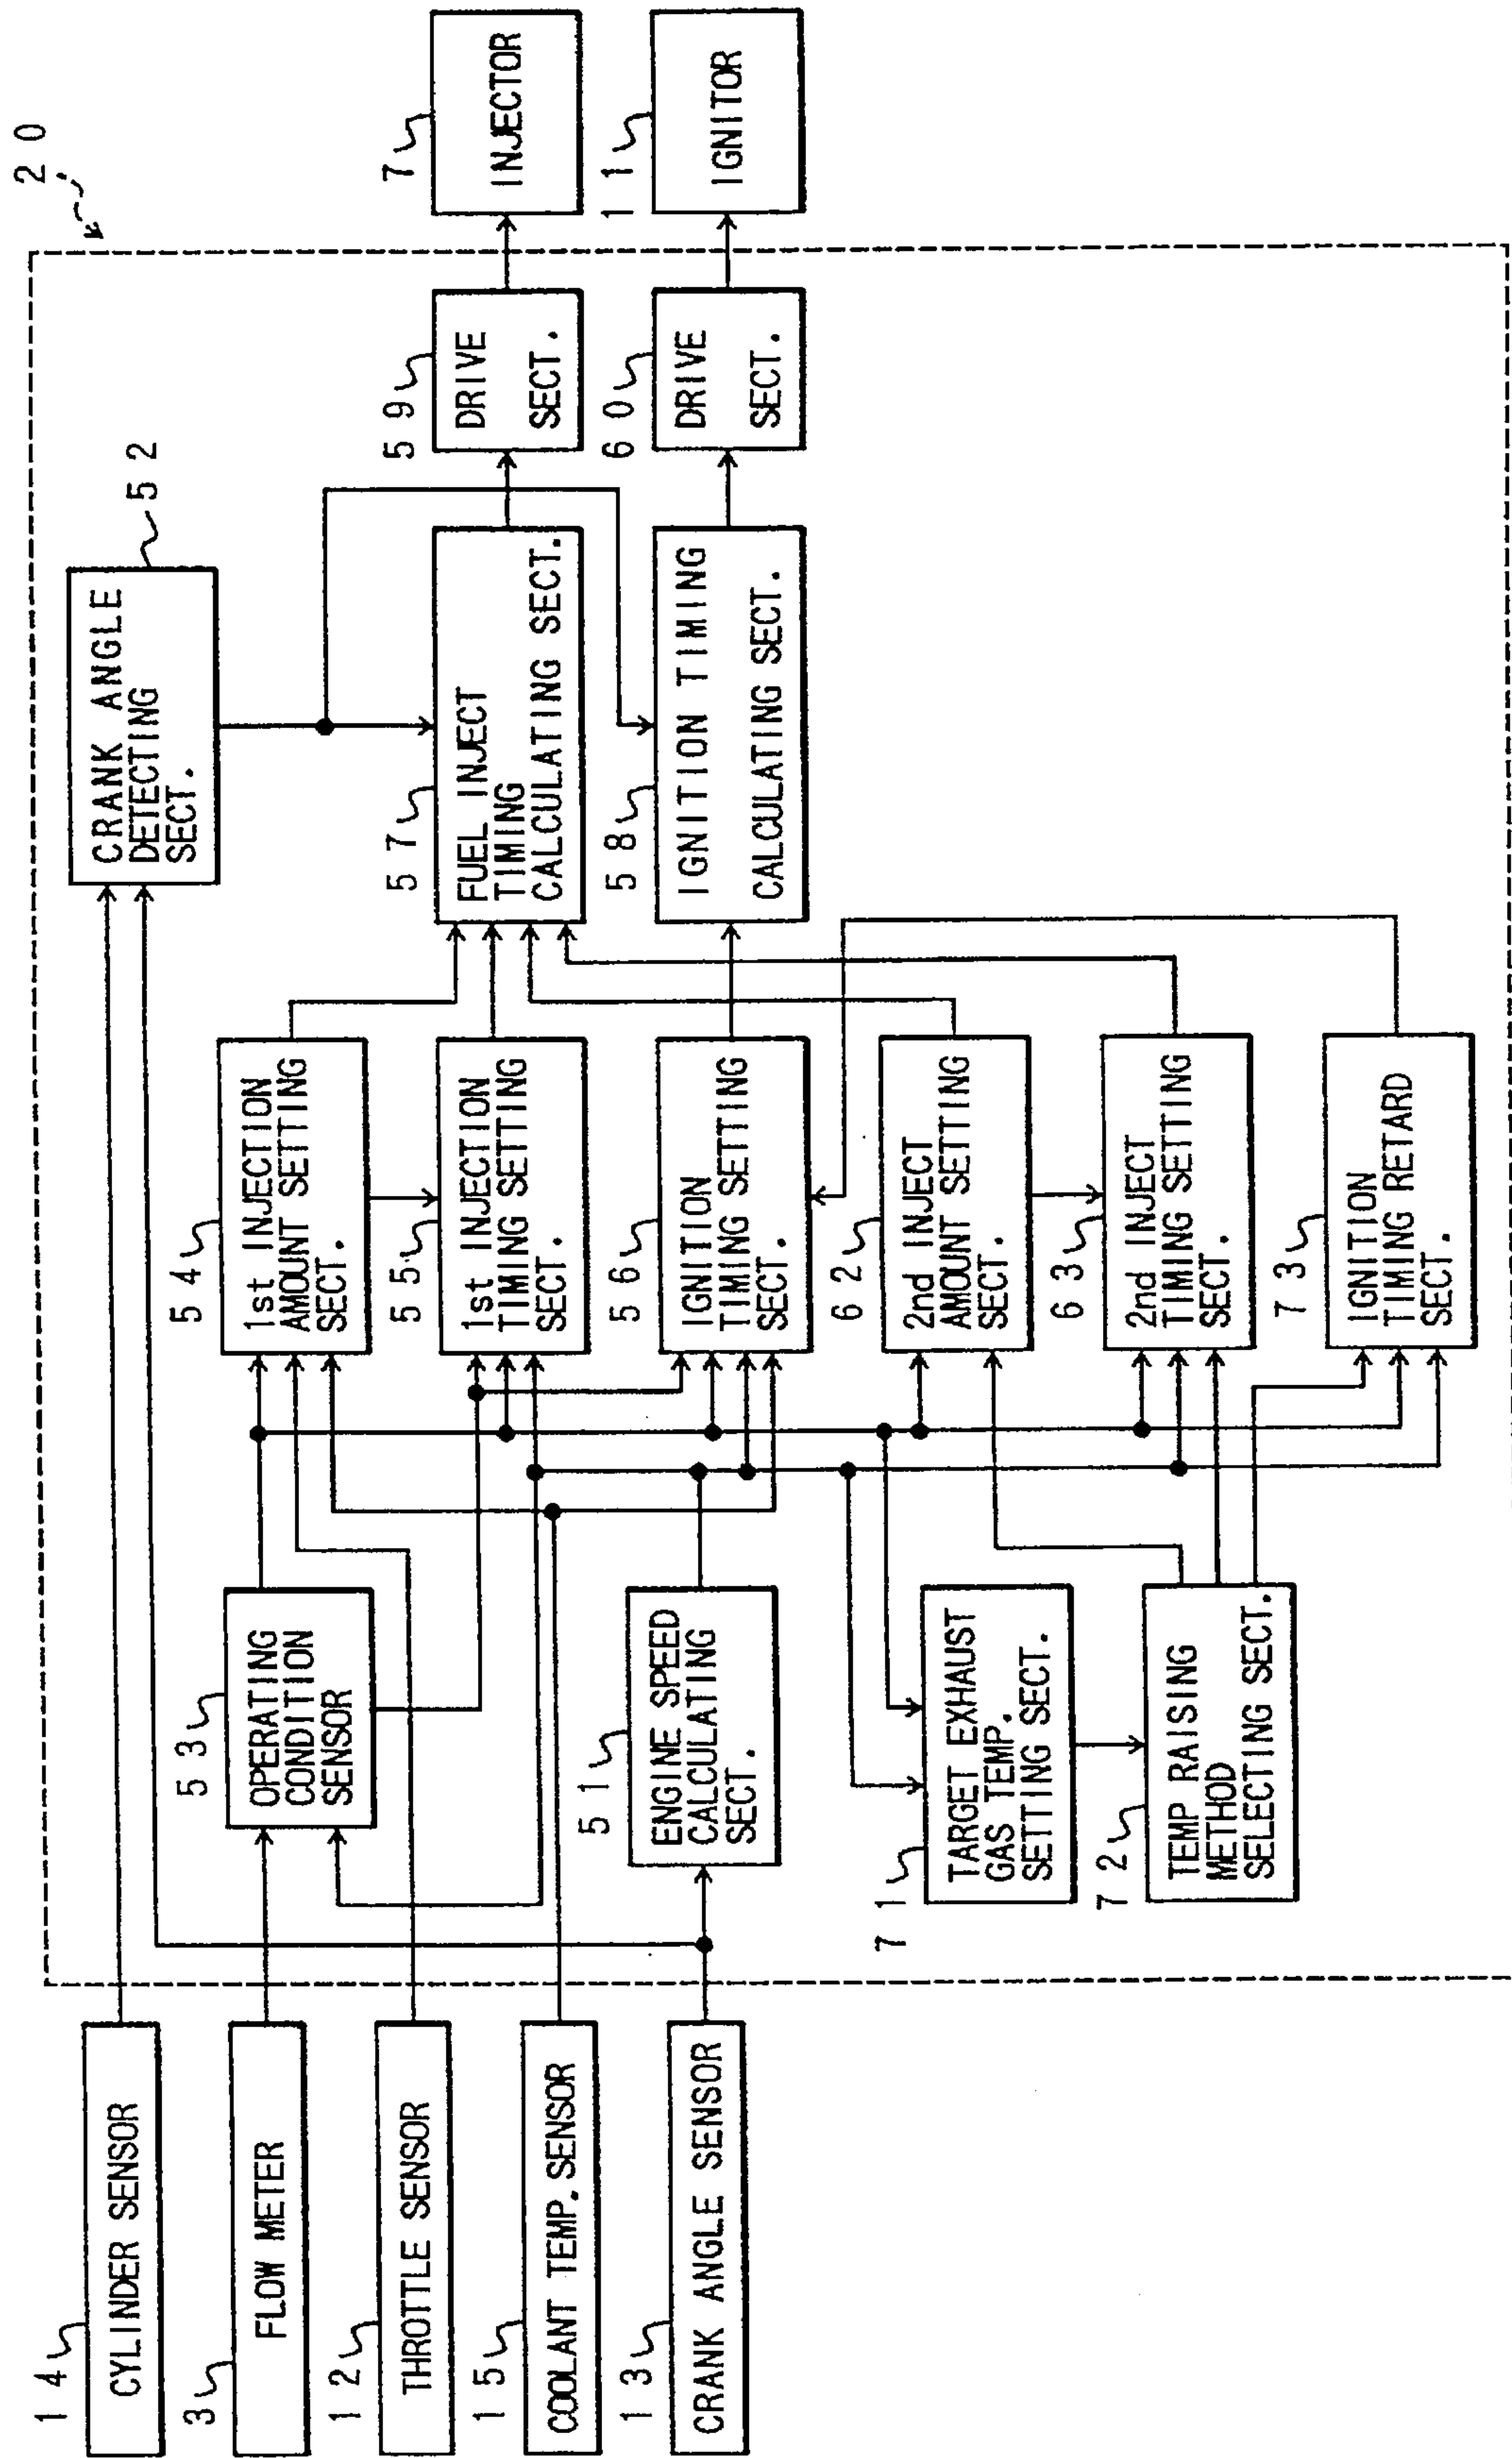 2 0
1 4
CYLINDER SENSOR
3
FLOW METER
1 2
THROTTLE SENSOR
1 5
COOLANT TEMP. SENSOR
1 3
CRANK ANGLE SENSOR
5 3
OPERATING
CONDITION
SENSOR
5 1
ENGINE SPEED
CALCULATING
SECT.
7 1
TARGET EXHAUST
GAS TEMP.
SETTING SECT.
7 2
TEMP RAISING
METHOD
SELECTING SECT.
5 4
1st INJECTION
AMOUNT SETTING
SECT.
5 5
1st INJECTION
TIMING SETTING
SECT.
5 6
IGNITION
TIMING SETTING
SECT.
6 2
2nd INJECT
AMOUNT SETTING
SECT.
6 3
2nd INJECT
TIMING SETTING
SECT.
7 3
IGNITION
TIMING RETARD
SECT.
CRANK ANGLE
DETECTING
SECT.
5 2
5 7
FUEL INJECT
TIMING
CALCULATING SECT.
5 8
IGNITION TIMING
CALCULATING SECT.
5 9
DRIVE
SECT.
6 0
DRIVE
SECT.
7
INJECTOR
1 1
IGNITOR